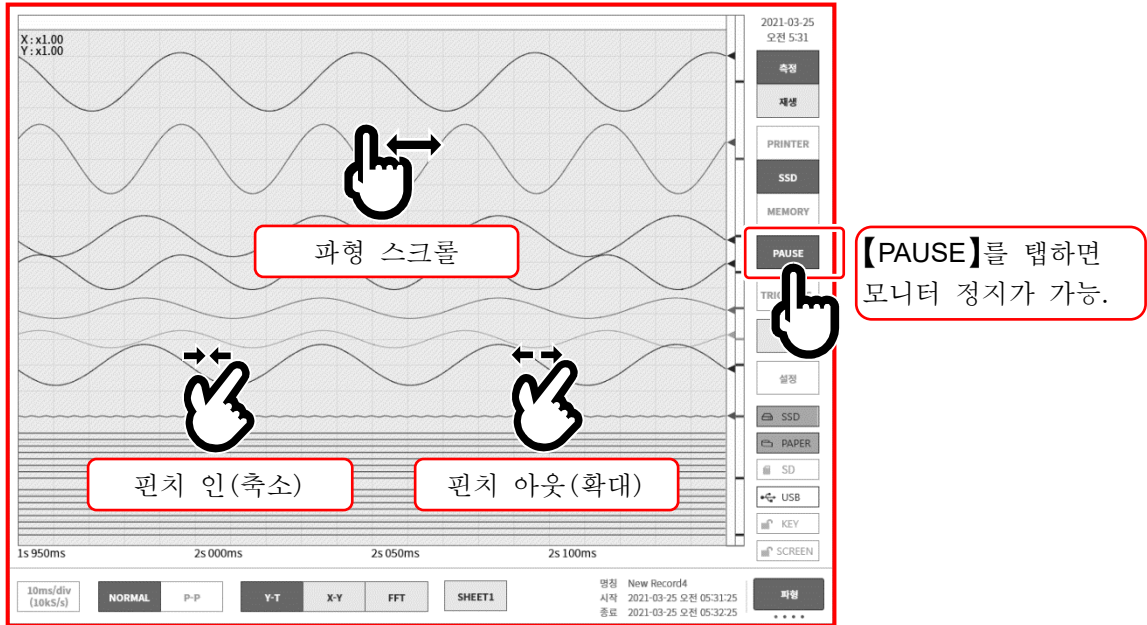 X : x1.00
Y : x1.00
2021-03-25
오전 5:31
측정
재생
PRINTER
SSD
MEMORY
PAUSE
설정
SSD
PAPER
SD
USB
KEY
SCREEN
파형 스크롤
핀치 인(축소)
핀치 아웃(확대)
【PAUSE】를 탭하면
모니터 정지가 가능.
1s 950ms
2s 000ms
2s 050ms
2s 100ms
10ms/div
(10kS/s)
NORMAL
P-P
Y-T
X-Y
FFT
SHEET1
명칭 New Record4
시작 2021-03-25 오전 05:31:25
종료 2021-03-25 오전 05:32:25
파형